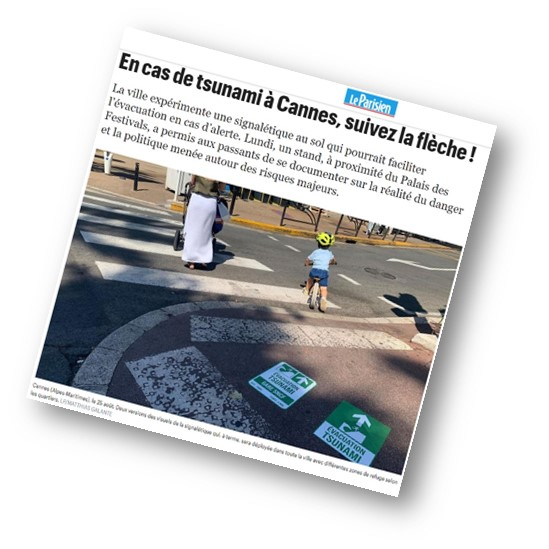 En cas de tsunami à Cannes, suivez la flèche !
Le Parisien
La ville expérimente une signalétique au sol qui pourrait faciliter
l'évacuation en cas d'alerte. Lundi, un stand, à proximité du Palais des
Festivals, a permis aux passants de se documenter sur la réalité du danger
et la politique menée autour des risques majeurs.
EVACUATION
TSUNAMI
EVACUATION
TSUNAMI
Cannes (Alpes-Maritimes), le 25 août. Deux versions des visuels de la signalétique qui, à terme, sera déployée dans toute la ville avec différentes zones de refuge selon
les quartiers. LP/MATTHIAS GALANTE